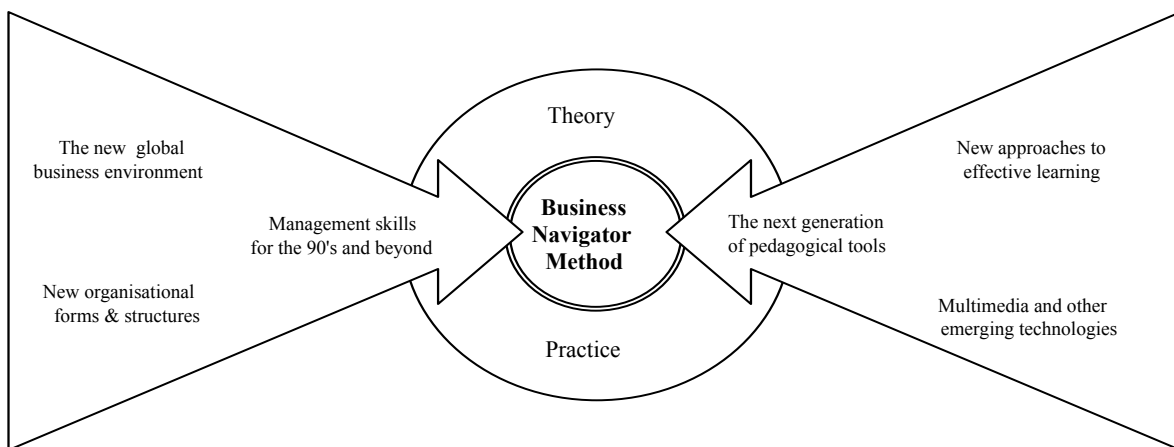 The new global
business environment
Management skills
for the 90's and beyond
New organisational
forms & structures
Theory
Business
Navigator
Method
Practice
New approaches to
effective learning
The next generation
of pedagogical tools
Multimedia and other
emerging technologies